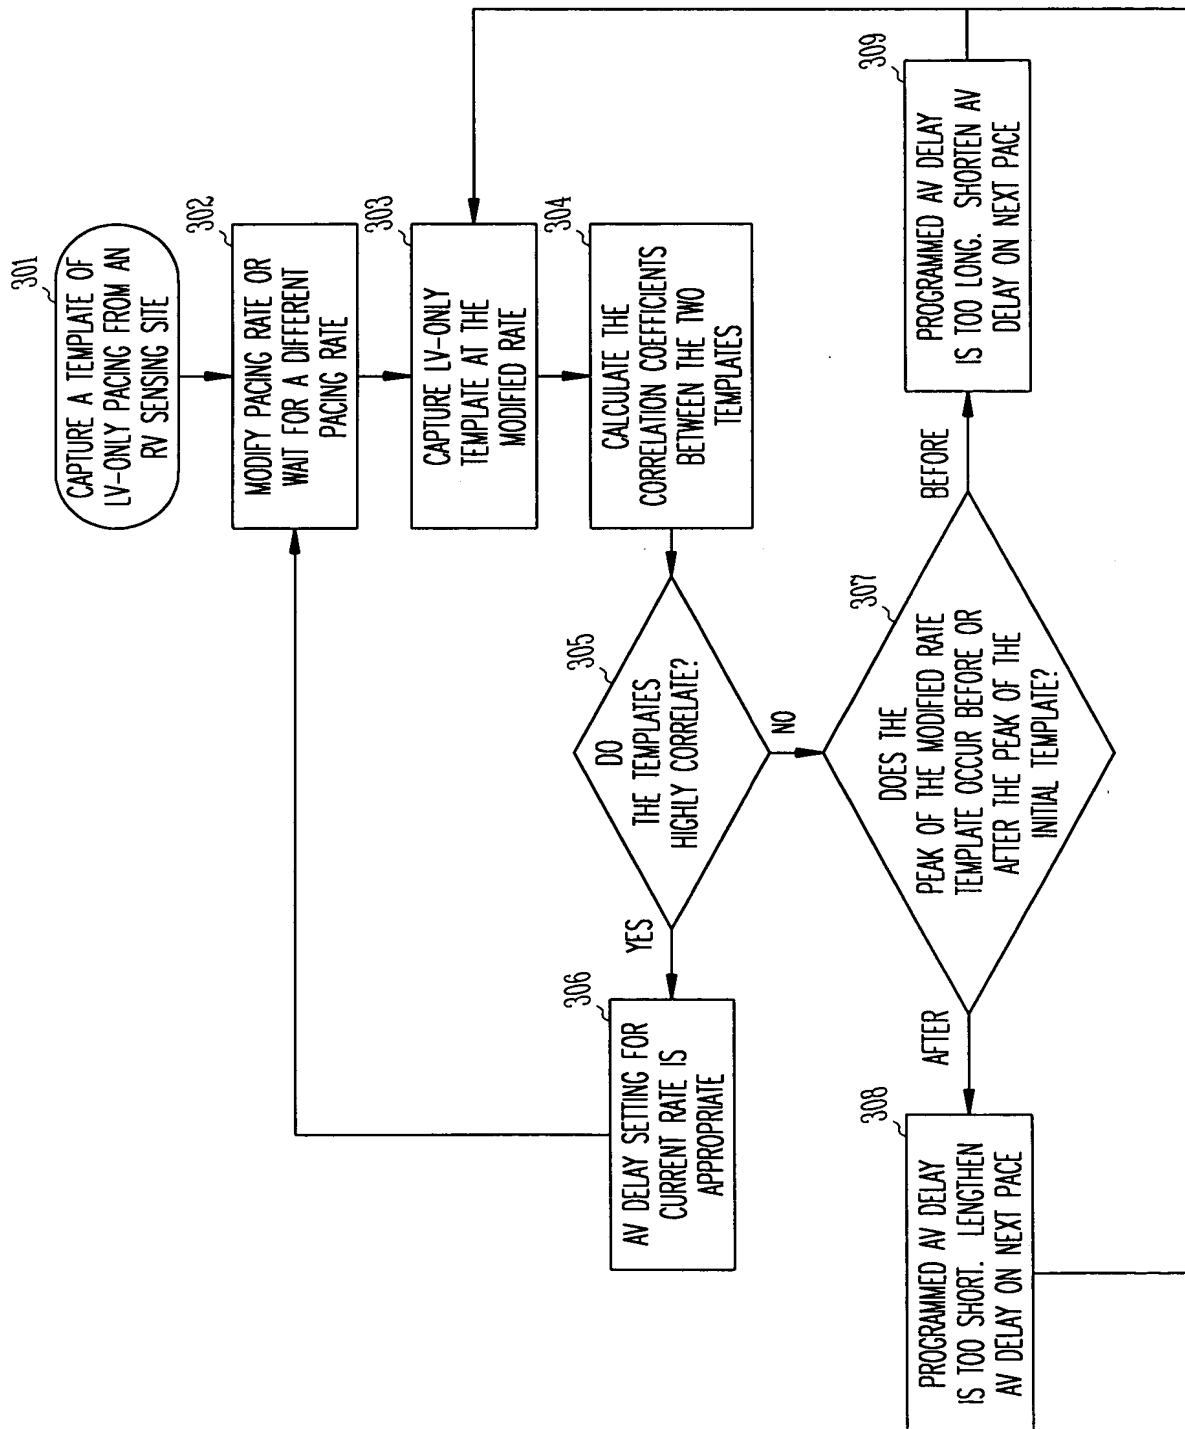 301
CAPTURE A TEMPLATE OF
LV-ONLY PACING FROM AN
RV SENSING SITE
302
MODIFY PACING RATE OR
WAIT FOR A DIFFERENT
PACING RATE
303
CAPTURE LV-ONLY
TEMPLATE AT THE
MODIFIED RATE
304
CALCULATE THE
CORRELATION COEFFICIENTS
BETWEEN THE TWO
TEMPLATES
305
DO
THE TEMPLATES
HIGHLY CORRELATE?
YES
NO
306
AV DELAY SETTING FOR
CURRENT RATE IS
APPROPRIATE
307
DOES THE
PEAK OF THE MODIFIED RATE
TEMPLATE OCCUR BEFORE OR
AFTER THE PEAK OF THE
INITIAL TEMPLATE?
AFTER
BEFORE
308
PROGRAMMED AV DELAY
IS TOO SHORT. LENGTHEN
AV DELAY ON NEXT PACE
309
PROGRAMMED AV DELAY
IS TOO LONG. SHORTEN AV
DELAY ON NEXT PACE